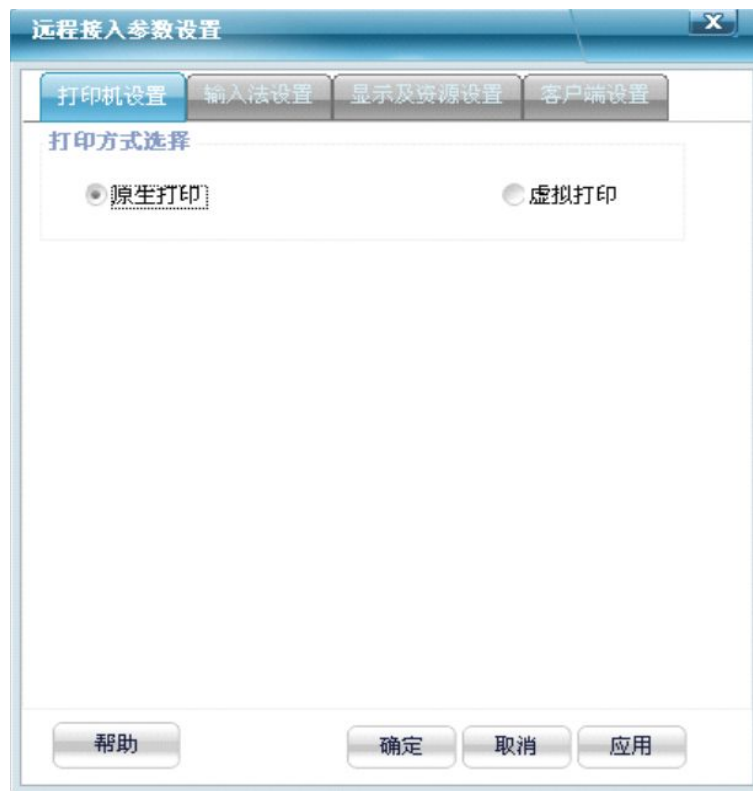 远程接入参数设置
X
打印机设置 输入法设置 显示及资源设置 客户端设置
打印方式选择
原生打印 虚拟打印
帮助 确定 取消 应用